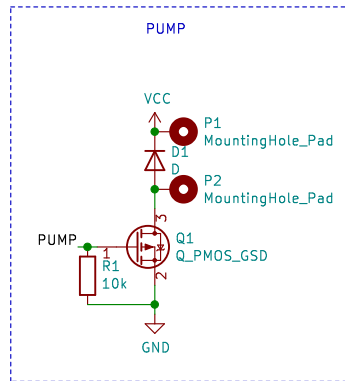 PUMP
VCC
P1
MountingHole_Pad
D1
D
P2
MountingHole_Pad
3
PUMP
1
Q1
Q_PMOS_GSD
R1
10k
2
GND